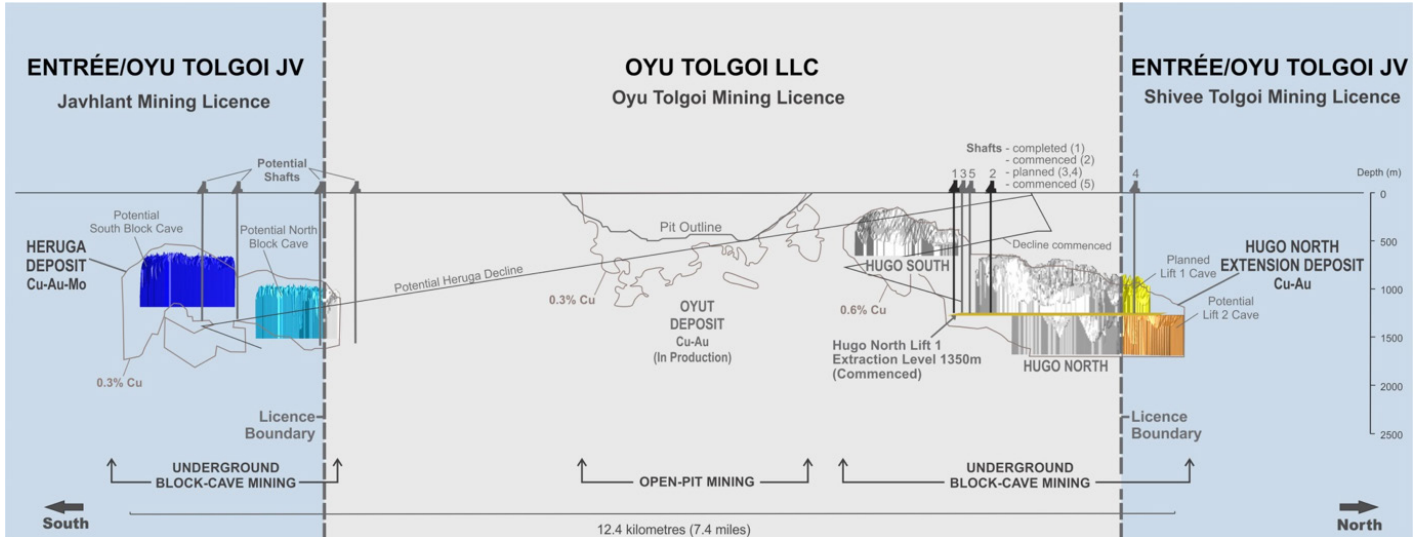 ENTRÉE/OYU TOLGOI JV
Javhlant Mining Licence
OYU TOLGOI LLC
Oyu Tolgoi Mining Licence
ENTRÉE/OYU TOLGOI JV
Shivee Tolgoi Mining Licence
Potential
Shafts
Shafts - completed (1)
- commenced (2)
- planned (3,4)
- commenced (5)
1 3 5 2
4
Depth (m)
0
500
1000
1500
2000
2500
Potential
South Block Cave
Potential North
Block Cave
HERUGA
DEPOSIT
Cu-Au-Mo
0.3% Cu
Potential Heruga Decline
Pit Outline
0.3% Cu
OYUT
DEPOSIT
Cu-Au
(In Production)
HUGO SOUTH
Decline commenced
0.6% Cu
Hugo North Lift 1
Extraction Level 1350m
(Commenced)
HUGO NORTH
Planned
Lift 1 Cave
HUGO NORTH
EXTENSION DEPOSIT
Cu-Au
Potential
Lift 2 Cave
Licence
Boundary
Licence
Boundary
UNDERGROUND
BLOCK-CAVE MINING
OPEN-PIT MINING
UNDERGROUND
BLOCK-CAVE MINING
South
12.4 kilometres (7.4 miles)
North